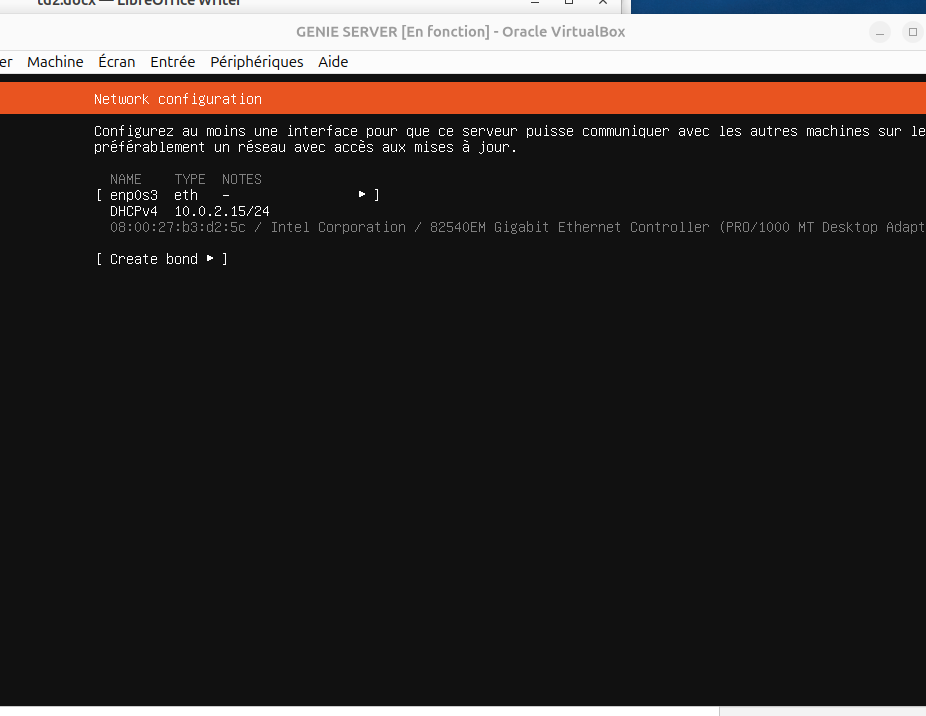 td2.docx — LibreOffice Writer
GENIE SERVER [En fonction] - Oracle VirtualBox
er Machine Écran Entrée Périphériques Aide
Network configuration
Configurez au moins une interface pour que ce serveur puisse communiquer avec les autres machines sur le
préférablement un réseau avec accès aux mises à jour.
NAME TYPE NOTES
[ enp0s3 eth - ▸ ]
DHCPv4 10.0.2.15/24
08:00:27:b3:d2:5c / Intel Corporation / 82540EM Gigabit Ethernet Controller (PRO/1000 MT Desktop Adapt
[ Create bond ▸ ]